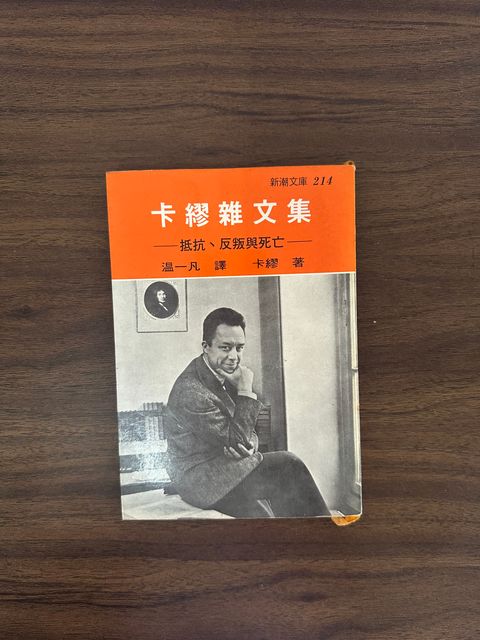 新潮文庫 214
卡繆雜文集
——抵抗、反叛與死亡——
温一凡 譯 卡繆 著